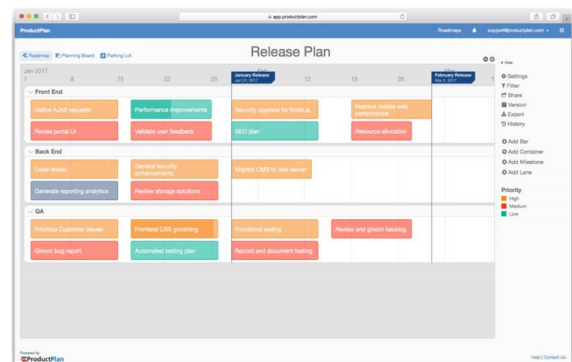 app.productplan.com
ProductPlan
Roadmaps
support@productplan.com
Roadmap
Planning Board
Parking Lot
Release Plan
Hide
Jan 2017
1 8 15 22 29 12 19 26
January Release
Jan 31, 2017
February Release
Mar 2, 2017
Front End
Define AJAX requests
Performance improvements
Security upgrade for Node.js
Improve mobile web performance
Revise portal UI
Validate user feedback
SEO plan
Resource allocation
Back End
Code review
General security enhancements
Migrate CMS to new server
Generate reporting analytics
Review storage solutions
QA
Prioritize Customer issues
Frontend CSS grooming
Functional testing
Review and groom backlog
Groom bug report
Automated testing plan
Record and document testing
Settings
Filter
Share
Version
Export
History
Add Bar
Add Container
Add Milestone
Add Lane
Priority
High
Medium
Low
Powered by
ProductPlan
Help | Contact Us